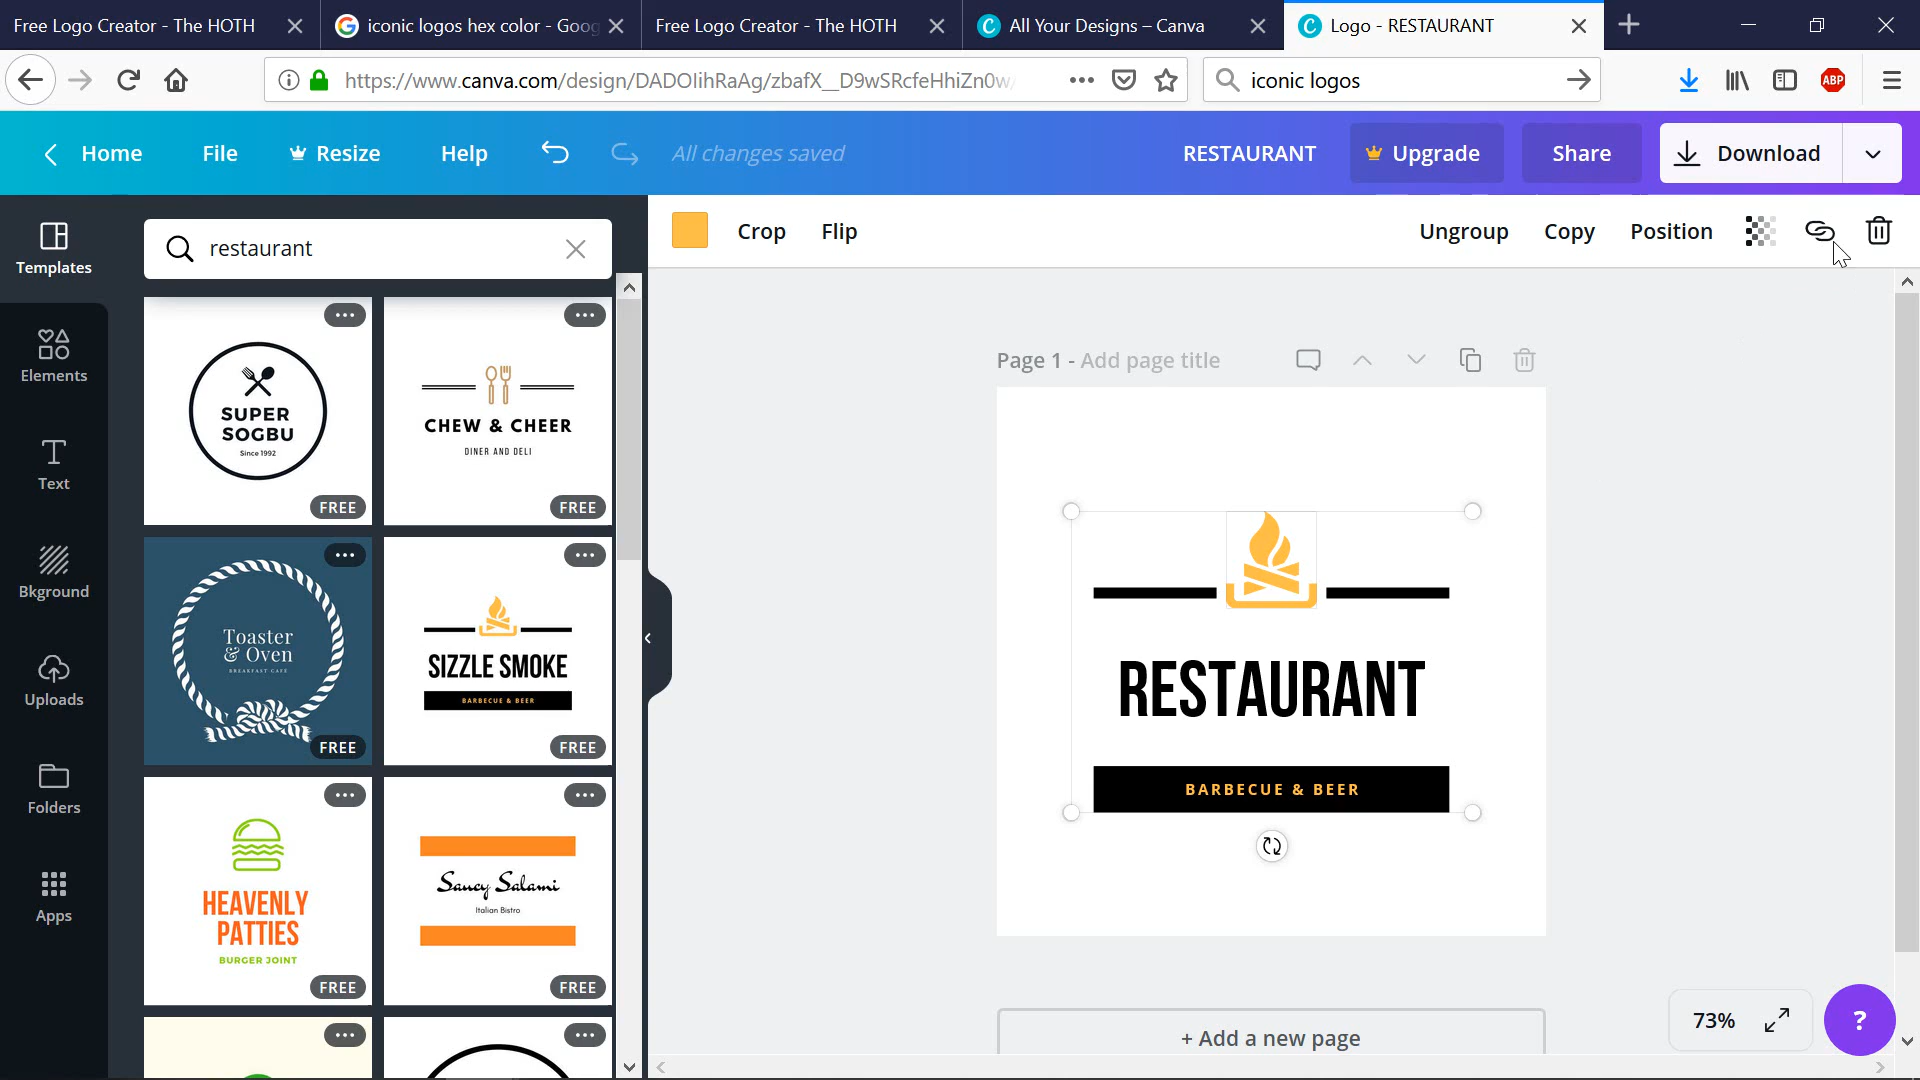 Free Logo Creator - The HOTH
iconic logos hex color - Goog
Free Logo Creator - The HOTH
All Your Designs – Canva
Logo - RESTAURANT
https://www.canva.com/design/DADOlihRaAg/zbafX__D9wSRcfeHhiZn0w/
iconic logos
ABP
Home
File
Resize
Help
All changes saved
RESTAURANT
Upgrade
Share
Download
Templates
Elements
Text
Bkground
Uploads
Folders
Apps
restaurant
SUPER
SOGBU
Since 1992
FREE
CHEW & CHEER
DINER AND DELI
FREE
Toaster
& Oven
BREAKFAST CAFE
FREE
SIZZLE SMOKE
BARBECUE & BEER
FREE
HEAVENLY
PATTIES
BURGER JOINT
FREE
Saucy Salami
Italian Bistro
FREE
Crop
Flip
Ungroup
Copy
Position
Page 1 - Add page title
RESTAURANT
BARBECUE & BEER
+ Add a new page
73%
?